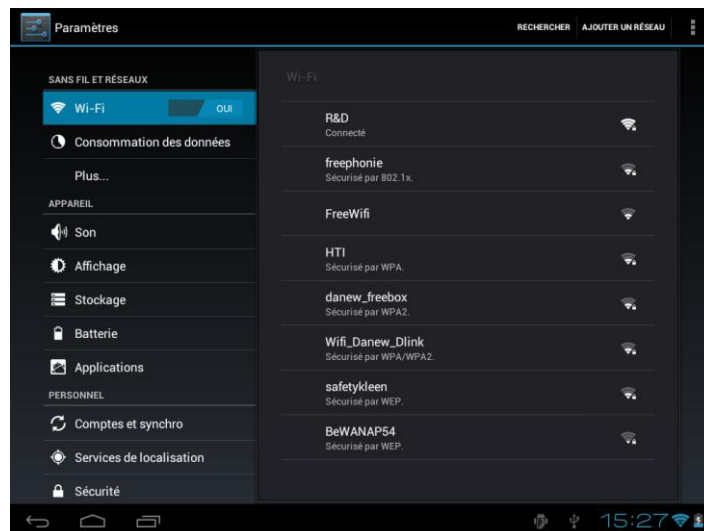 Paramètres
RECHERCHER
AJOUTER UN RÉSEAU
SANS FIL ET RÉSEAUX
Wi-Fi
OUI
Consommation des données
Plus...
APPAREIL
Son
Affichage
Stockage
Batterie
Applications
PERSONNEL
Comptes et synchro
Services de localisation
Sécurité
Wi-Fi
R&D
Connecté
freephonie
Sécurisé par 802.1x.
FreeWifi
HTI
Sécurisé par WPA.
danew_freebox
Sécurisé par WPA2.
Wifi_Danew_Dlink
Sécurisé par WPA/WPA2.
safetykleen
Sécurisé par WEP.
BeWANAP54
Sécurisé par WEP.
15:27